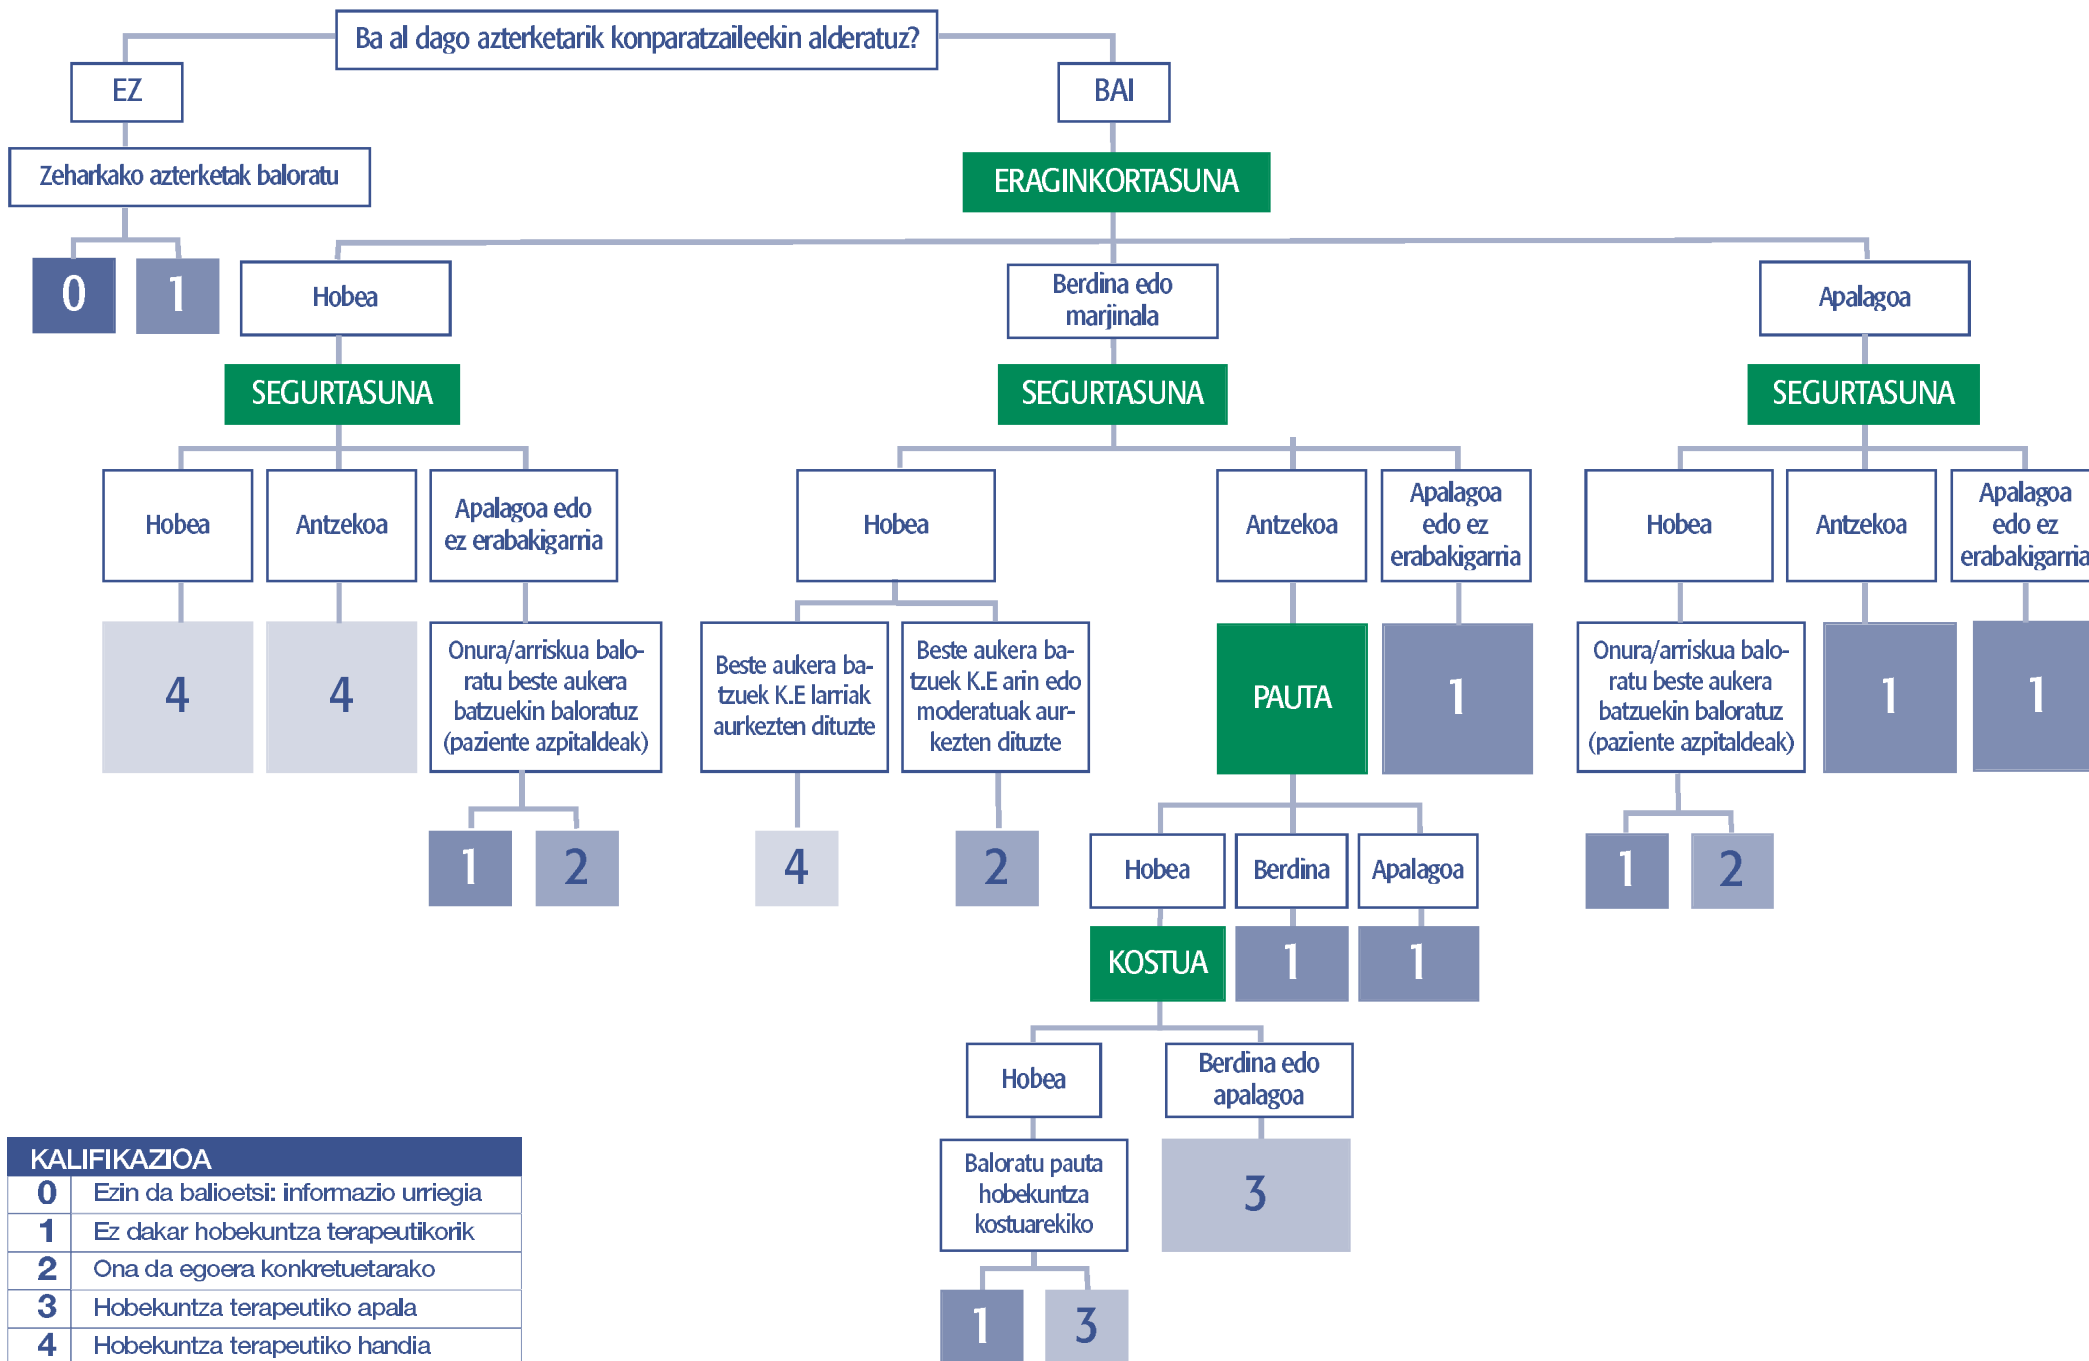 Ba al dago azterketarik konparatzaileekin alderatuz?
EZ
BAI
Zeharkako azterketak baloratu
ERAGINKORTASUNA
0
1
Hobea
Berdina edo
marjinala
Apalagoa
SEGURTASUNA
SEGURTASUNA
SEGURTASUNA
Hobea
Antzekoa
Apalagoa edo
ez erabakigarria
Hobea
Antzekoa
Apalagoa
edo ez
erabakigarria
Hobea
Antzekoa
Apalagoa
edo ez
erabakigarria
4
4
Onura/arriskua balo-
ratu beste aukera
batzuekin baloratuz
(paziente azpitaldeak)
Beste aukera ba-
tzuek K.E larriak
aurkezten dituzte
Beste aukera ba-
tzuek K.E arin edo
moderatuak aur-
kezten dituzte
PAUTA
1
Onura/arriskua balo-
ratu beste aukera
batzuekin baloratuz
(paziente azpitaldeak)
1
1
1
2
4
2
Hobea
Berdina
Apalagoa
1
2
KOSTUA
1
1
Hobea
Berdina edo
apalagoa
Baloratu pauta
hobekuntza
kostuarekiko
3
1
3
KALIFIKAZIOA
0 Ezin da balioetsi: informazio urriegia
1 Ez dakar hobekuntza terapeutikorik
2 Ona da egoera konkretuetarako
3 Hobekuntza terapeutiko apala
4 Hobekuntza terapeutiko handia